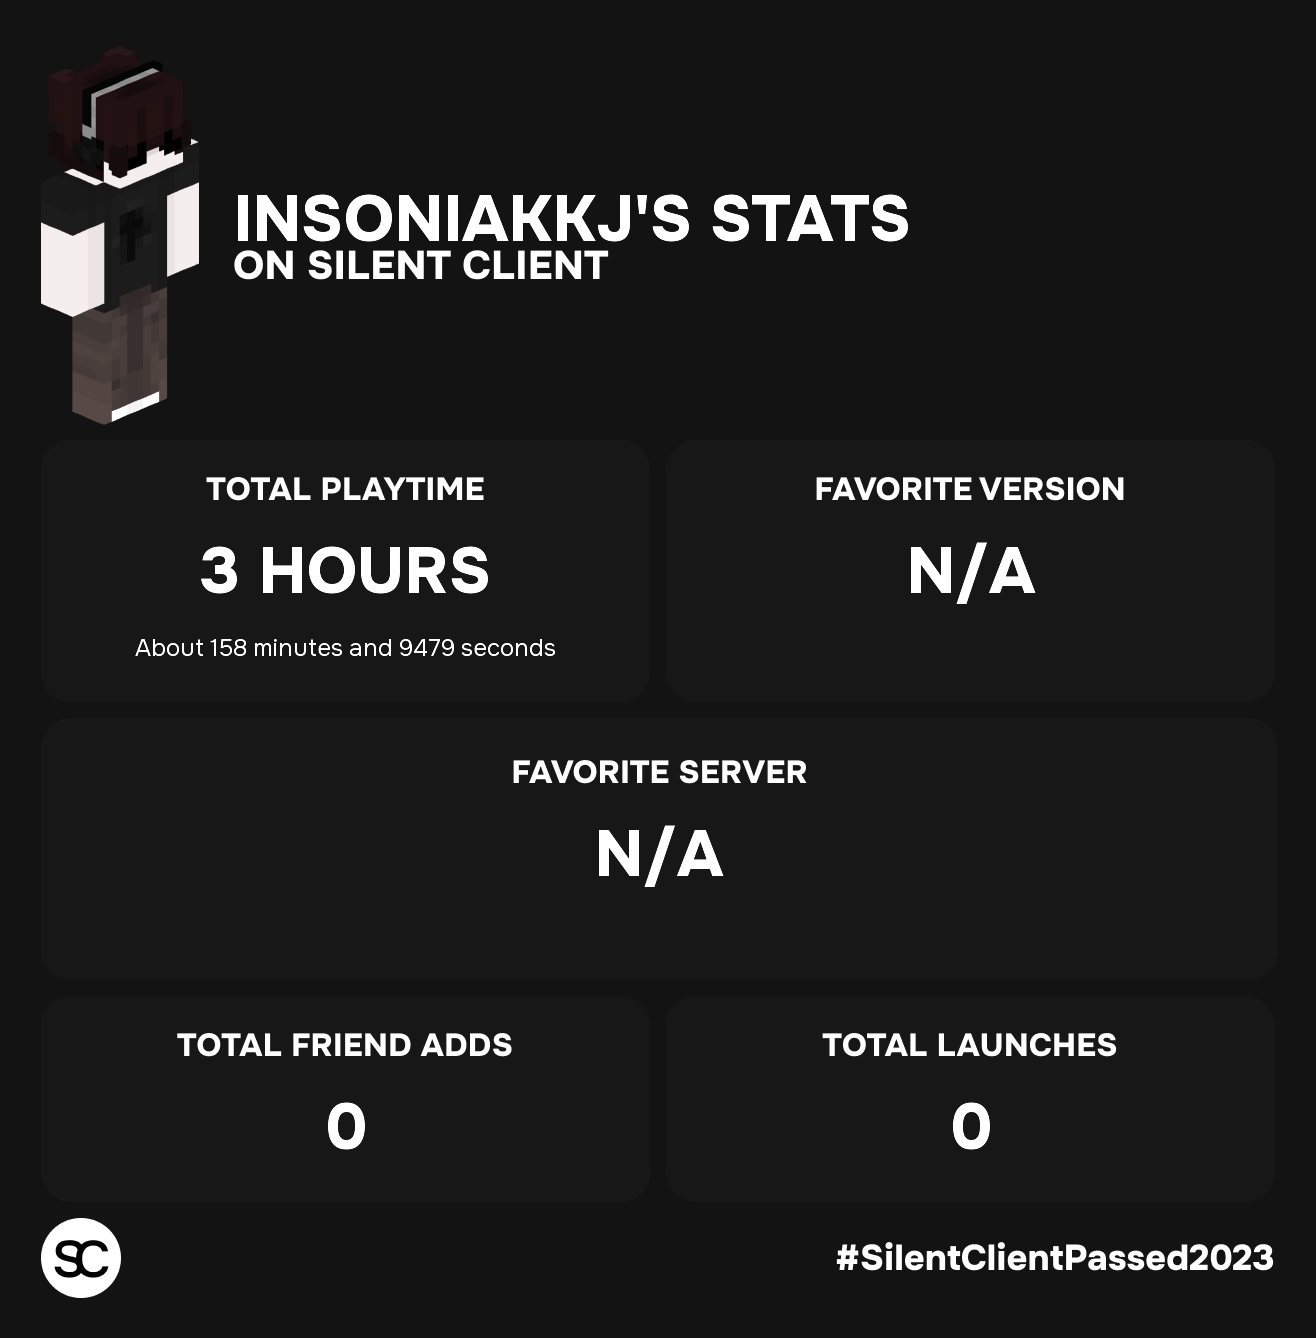 INSONIAKKJ'S STATS
ON SILENT CLIENT
TOTAL PLAYTIME
3 HOURS
About 158 minutes and 9479 seconds
FAVORITE VERSION
N/A
FAVORITE SERVER
N/A
TOTAL FRIEND ADDS
0
TOTAL LAUNCHES
0
SC
#SilentClientPassed2023